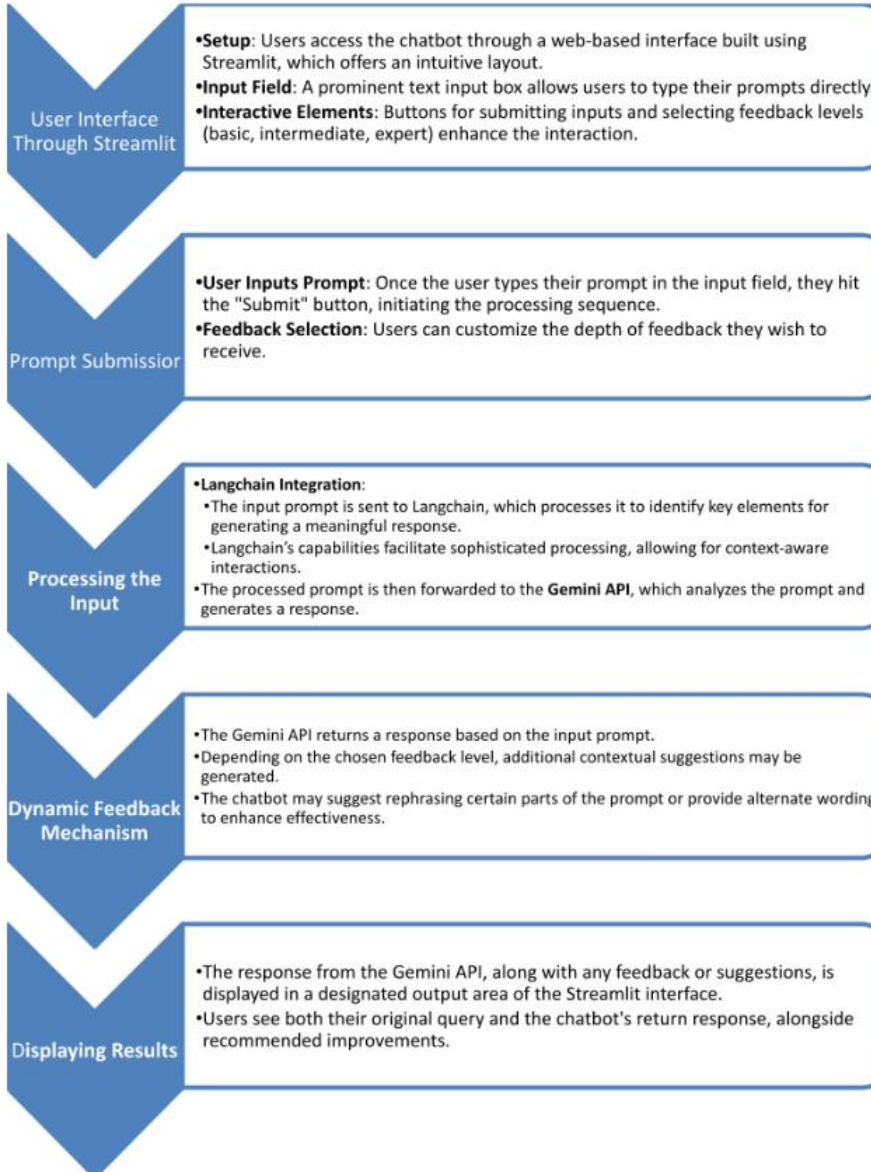 User Interface
Through Streamlit
•Setup: Users access the chatbot through a web-based interface built using
Streamlit, which offers an intuitive layout.
•Input Field: A prominent text input box allows users to type their prompts directly
•Interactive Elements: Buttons for submitting inputs and selecting feedback levels
(basic, intermediate, expert) enhance the interaction.
Prompt Submissior
•User Inputs Prompt: Once the user types their prompt in the input field, they hit
the "Submit" button, initiating the processing sequence.
•Feedback Selection: Users can customize the depth of feedback they wish to
receive.
Processing the
Input
•Langchain Integration:
•The input prompt is sent to Langchain, which processes it to identify key elements for
generating a meaningful response.
•Langchain's capabilities facilitate sophisticated processing, allowing for context-aware
interactions.
•The processed prompt is then forwarded to the Gemini API, which analyzes the prompt and
generates a response.
Dynamic Feedback
Mechanism
•The Gemini API returns a response based on the input prompt.
•Depending on the chosen feedback level, additional contextual suggestions may be
generated.
•The chatbot may suggest rephrasing certain parts of the prompt or provide alternate wording
to enhance effectiveness.
Displaying Results
•The response from the Gemini API, along with any feedback or suggestions, is
displayed in a designated output area of the Streamlit interface.
•Users see both their original query and the chatbot's return response, alongside
recommended improvements.